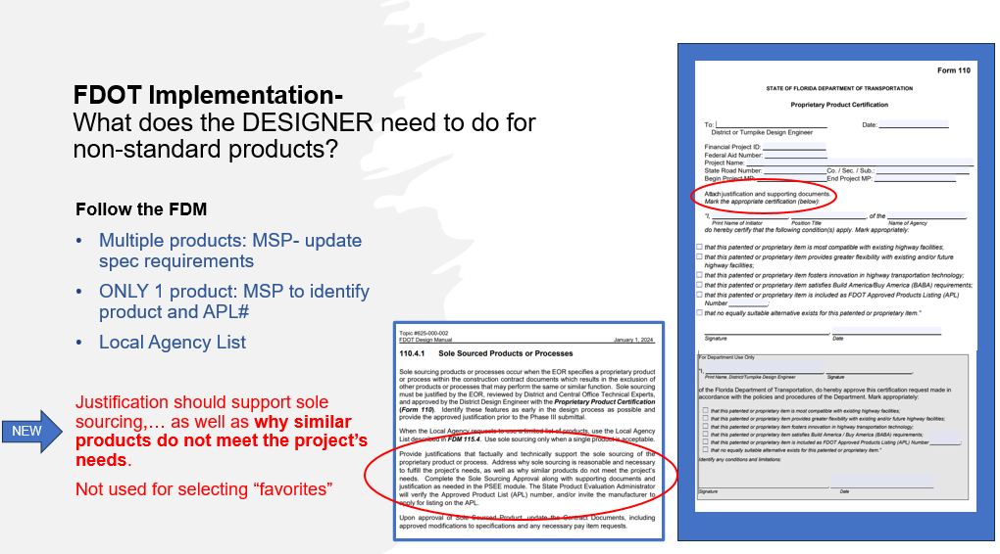 FDOT Implementation-
What does the DESIGNER need to do for
non-standard products?
Follow the FDM
• Multiple products: MSP- update
spec requirements
• ONLY 1 product: MSP to identify
product and APL#
• Local Agency List
NEW
Justification should support sole
sourcing,… as well as why similar
products do not meet the project’s
needs.
Not used for selecting “favorites”
Topic #625-000-002
FDOT Design Manual January 1, 2024
110.4.1 Sole Sourced Products or Processes
Sole sourcing products or processes occur when the EOR specifies a proprietary product
or process within the construction contract documents which results in the exclusion of
other products or processes that may perform the same or similar function. Sole sourcing
must be justified by the EOR, reviewed by District and Central Office Technical Experts,
and approved by the District Design Engineer with the Proprietary Product Certification
(Form 110). Identify these features as early in the design process as possible and
provide the approved justification prior to the Phase III submittal.
When the Local Agency requests to use a limited list of products, use the Local Agency
List described in FDM 115.4. Use sole sourcing only when a single product is acceptable.
Provide justifications that factually and technically support the sole sourcing of the
proprietary product or process. Address why sole sourcing is reasonable and necessary
to fulfill the project’s needs, as well as why similar products do not meet the project’s
needs. Complete the Sole Sourcing Approval along with supporting documents and
justification as needed in the PSEE module. The State Product Evaluation Administrator
will verify the Approved Product List (APL) number, and/or invite the manufacturer to
apply for listing on the APL.
Upon approval of Sole Sourced Product, update the Contract Documents, including
approved modifications to specifications and any necessary pay item requests.
Form 110
STATE OF FLORIDA DEPARTMENT OF TRANSPORTATION
Proprietary Product Certification
To: Date:
District or Turnpike Design Engineer
Financial Project ID:
Federal Aid Number:
Project Name:
State Road Number: Co. / Sec. / Sub.:
Begin Project MP: End Project MP:
Attach justification and supporting documents.
Mark the appropriate certification (below):
“I, , , of the
Print Name of Initiator Position Title Name of Agency
do hereby certify that the following condition(s) apply. Mark appropriately:
that this patented or proprietary item is most compatible with existing highway facilities;
that this patented or proprietary item provides greater flexibility with existing and/or future
highway facilities;
that this patented or proprietary item fosters innovation in highway transportation technology;
that this patented or proprietary item satisfies Build America/Buy America (BABA) requirements;
that this patented or proprietary item is included as FDOT Approved Products Listing (APL)
Number ;
that no equally suitable alternative exists for this patented or proprietary item.”
Signature Date
For Department Use Only
“I,
Print Name, District/Turnpike Design Engineer Signature
of the Florida Department of Transportation, do hereby approve this certification request made in
accordance with the policies and procedures of the Department. Mark appropriately:
that this patented or proprietary item is most compatible with existing highway facilities;
that this patented or proprietary item provides greater flexibility with existing and/or future highway facilities;
that this patented or proprietary item fosters innovation in highway transportation technology;
that this patented or proprietary item satisfies Build America/Buy America (BABA) requirements;
that this patented or proprietary item is included as FDOT Approved Products Listing (APL) Number ;
that no equally suitable alternative exists for this patented or proprietary item.”
Identify any conditions and limitations:
Signature Date